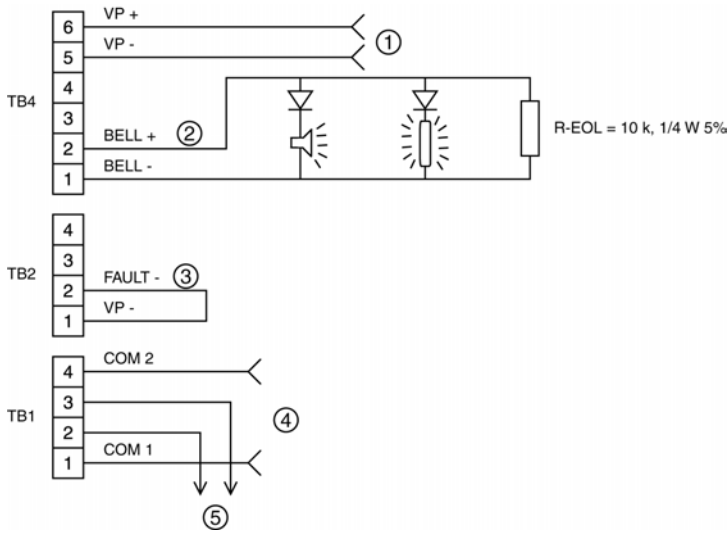 VP +
6
①
VP -
5
4
TB4
3
BELL +
②
2
R-EOL = 10 k, 1/4 W 5%
BELL -
1
4
3
TB2
FAULT -
③
2
VP -
1
COM 2
4
3
TB1
④
2
COM 1
1
⑤